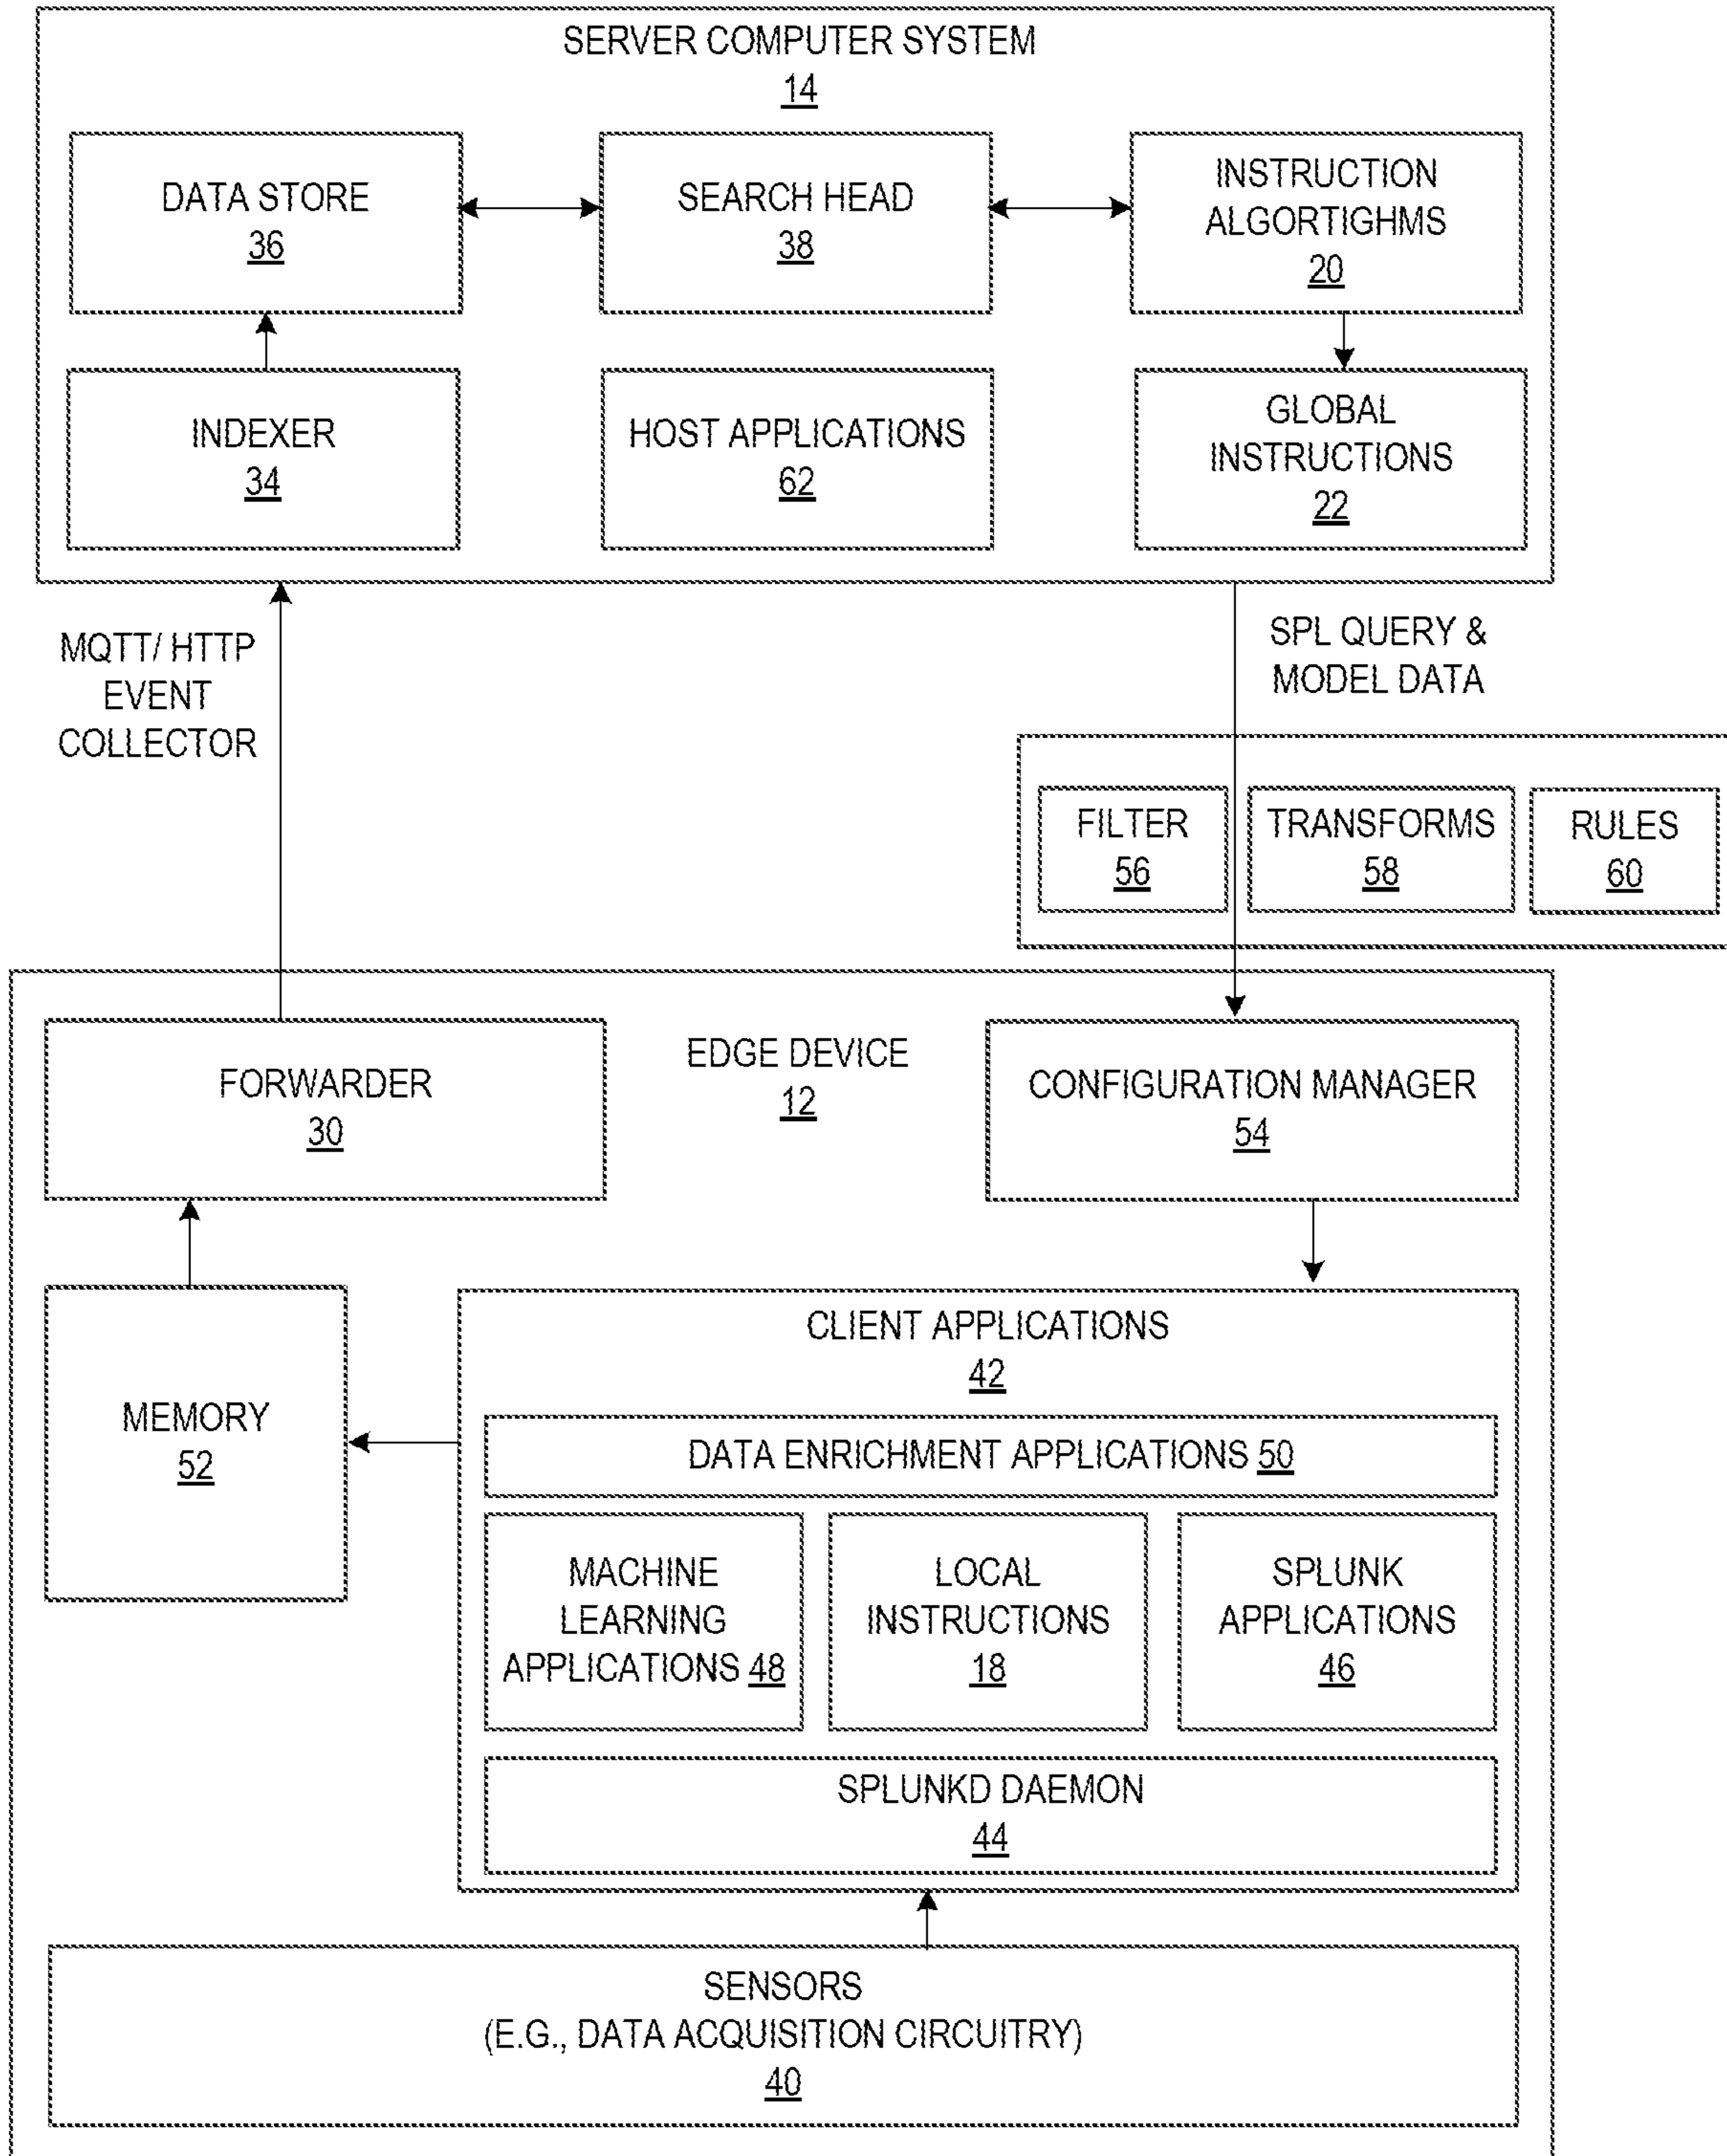 SERVER COMPUTER SYSTEM
14
DATA STORE
36
SEARCH HEAD
38
INSTRUCTION
ALGORTIGHMS
20
INDEXER
34
HOST APPLICATIONS
62
GLOBAL
INSTRUCTIONS
22
MQTT/ HTTP
EVENT
COLLECTOR
SPL QUERY &
MODEL DATA
FILTER
56
TRANSFORMS
58
RULES
60
FORWARDER
30
EDGE DEVICE
12
CONFIGURATION MANAGER
54
MEMORY
52
CLIENT APPLICATIONS
42
DATA ENRICHMENT APPLICATIONS 50
MACHINE
LEARNING
APPLICATIONS 48
LOCAL
INSTRUCTIONS
18
SPLUNK
APPLICATIONS
46
SPLUNKD DAEMON
44
SENSORS
(E.G., DATA ACQUISITION CIRCUITRY)
40